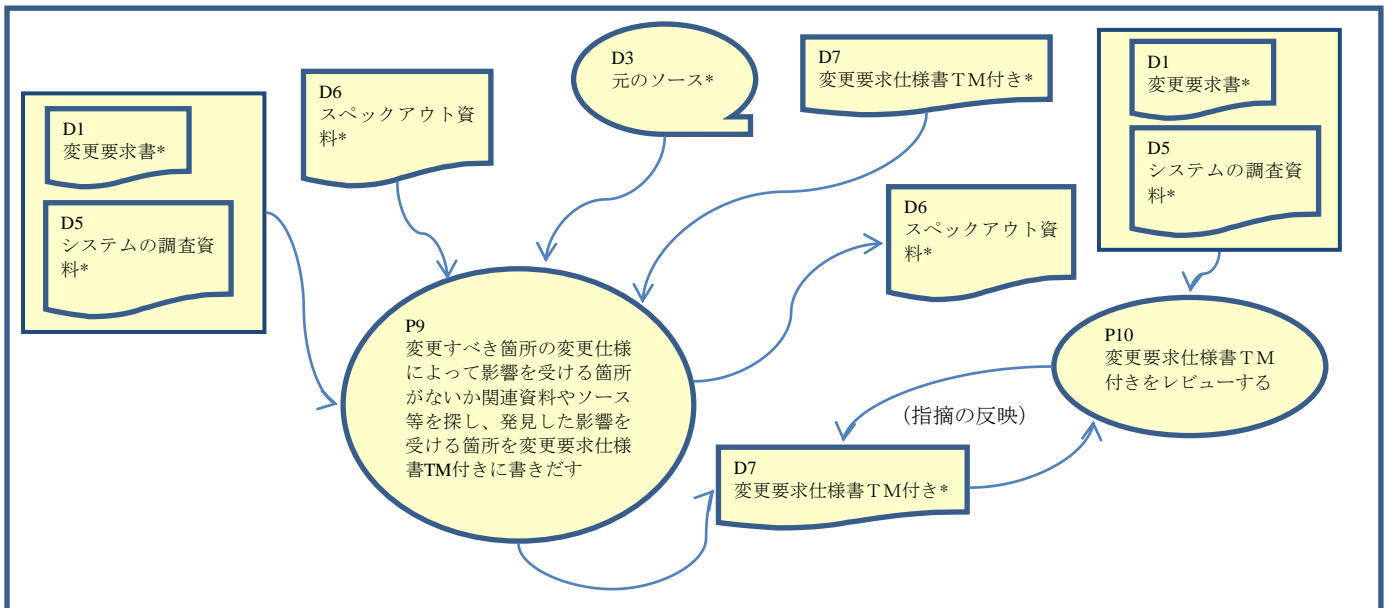 D1
変更要求書*
D5
システムの調査資
料*
D6
スペックアウト資
料*
D3
元のソース*
D7
変更要求仕様書TM付き*
D1
変更要求書*
D5
システムの調査資
料*
D6
スペックアウト資
料*
P9
変更すべき箇所の変更仕様
によって影響を受ける箇所
がないか関連資料やソース
等を探し、発見した影響を
受ける箇所を変更要求仕様
書TM付きに書きだす
P10
変更要求仕様書TM
付きをレビューする
(指摘の反映)
D7
変更要求仕様書TM付き*